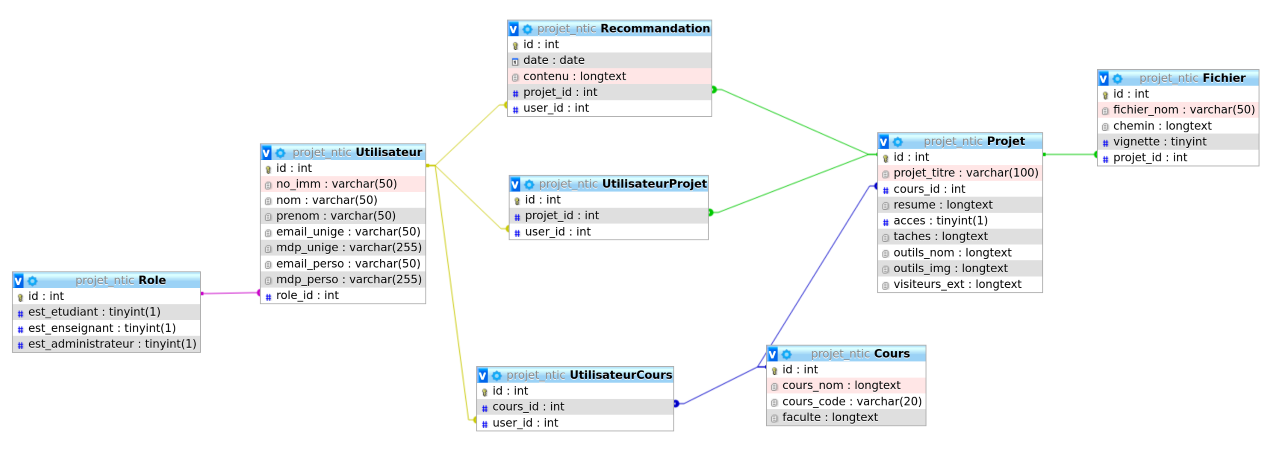 projet_ntic Recommandation
id : int
date : date
contenu : longtext
projet_id : int
user_id : int
projet_ntic Fichier
id : int
fichier_nom : varchar(50)
chemin : longtext
vignette : tinyint
projet_id : int
projet_ntic Projet
id : int
projet_titre : varchar(100)
cours_id : int
resume : longtext
acces : tinyint(1)
taches : longtext
outils_nom : longtext
outils_img : longtext
visiteurs_ext : longtext
projet_ntic Utilisateur
id : int
no_imm : varchar(50)
nom : varchar(50)
prenom : varchar(50)
email_unige : varchar(50)
mdp_unige : varchar(255)
email_perso : varchar(50)
mdp_perso : varchar(255)
role_id : int
projet_ntic UtilisateurProjet
id : int
projet_id : int
user_id : int
projet_ntic Role
id : int
est_etudiant : tinyint(1)
est_enseignant : tinyint(1)
est_administrateur : tinyint(1)
projet_ntic UtilisateurCours
id : int
cours_id : int
user_id : int
projet_ntic Cours
id : int
cours_nom : longtext
cours_code : varchar(20)
faculte : longtext